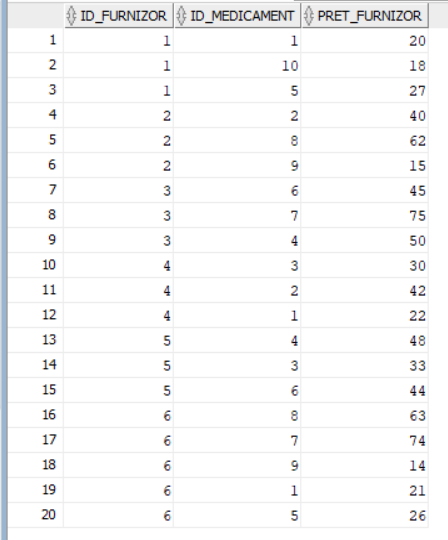 ID_FURNIZOR ID_MEDICAMENT PRET_FURNIZOR
1 1 1 20
2 1 10 18
3 1 5 27
4 2 2 40
5 2 8 62
6 2 9 15
7 3 6 45
8 3 7 75
9 3 4 50
10 4 3 30
11 4 2 42
12 4 1 22
13 5 4 48
14 5 3 33
15 5 6 44
16 6 8 63
17 6 7 74
18 6 9 14
19 6 1 21
20 6 5 26